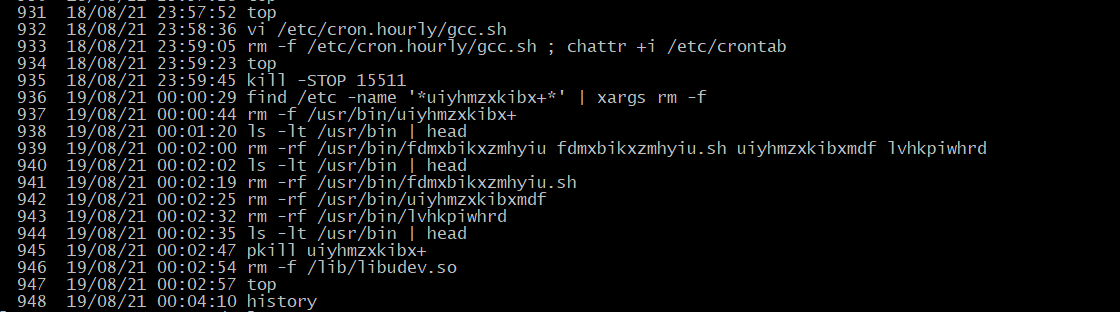 931 18/08/21 23:57:52 top
932 18/08/21 23:58:36 vi /etc/cron.hourly/gcc.sh
933 18/08/21 23:59:05 rm -f /etc/cron.hourly/gcc.sh ; chattr +i /etc/crontab
934 18/08/21 23:59:23 top
935 18/08/21 23:59:45 kill -STOP 15511
936 19/08/21 00:00:29 find /etc -name '*uiyhmzxkibx+*' | xargs rm -f
937 19/08/21 00:00:44 rm -f /usr/bin/uiyhmzxkibx+
938 19/08/21 00:01:20 ls -lt /usr/bin | head
939 19/08/21 00:02:00 rm -rf /usr/bin/fdmxbikxzmhyiu fdmxbikxzmhyiu.sh uiyhmzxkibxmdf lvhkpiwhrd
940 19/08/21 00:02:02 ls -lt /usr/bin | head
941 19/08/21 00:02:19 rm -rf /usr/bin/fdmxbikxzmhyiu.sh
942 19/08/21 00:02:25 rm -rf /usr/bin/uiyhmzxkibxmdf
943 19/08/21 00:02:32 rm -rf /usr/bin/lvhkpiwhrd
944 19/08/21 00:02:35 ls -lt /usr/bin | head
945 19/08/21 00:02:47 pkill uiyhmzxkibx+
946 19/08/21 00:02:54 rm -f /lib/libudev.so
947 19/08/21 00:02:57 top
948 19/08/21 00:04:10 history